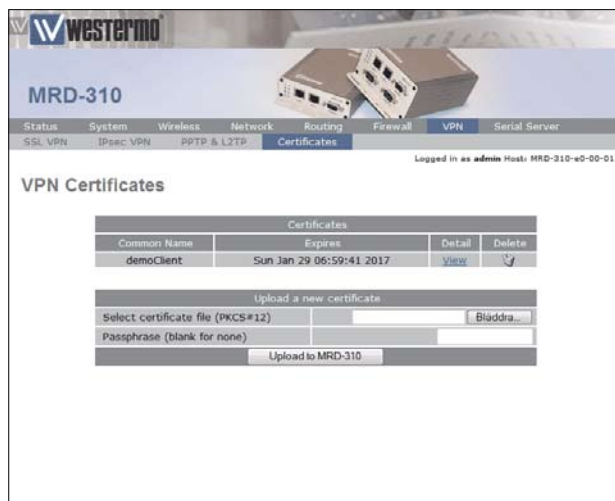 Westermo
MRD-310
Status System Wireless Network Routing Firewall VPN Serial Server
SSL VPN IPsec VPN PPTP & L2TP Certificates
Logged in as admin Host: MRD-310-e0-00-01
VPN Certificates
Certificates
Common Name Expires Detail Delete
demoClient Sun Jan 29 06:59:41 2017 View
Upload a new certificate
Select certificate file (PKCS#12) Bläddra...
Passphrase (blank for none)
Upload to MRD-310